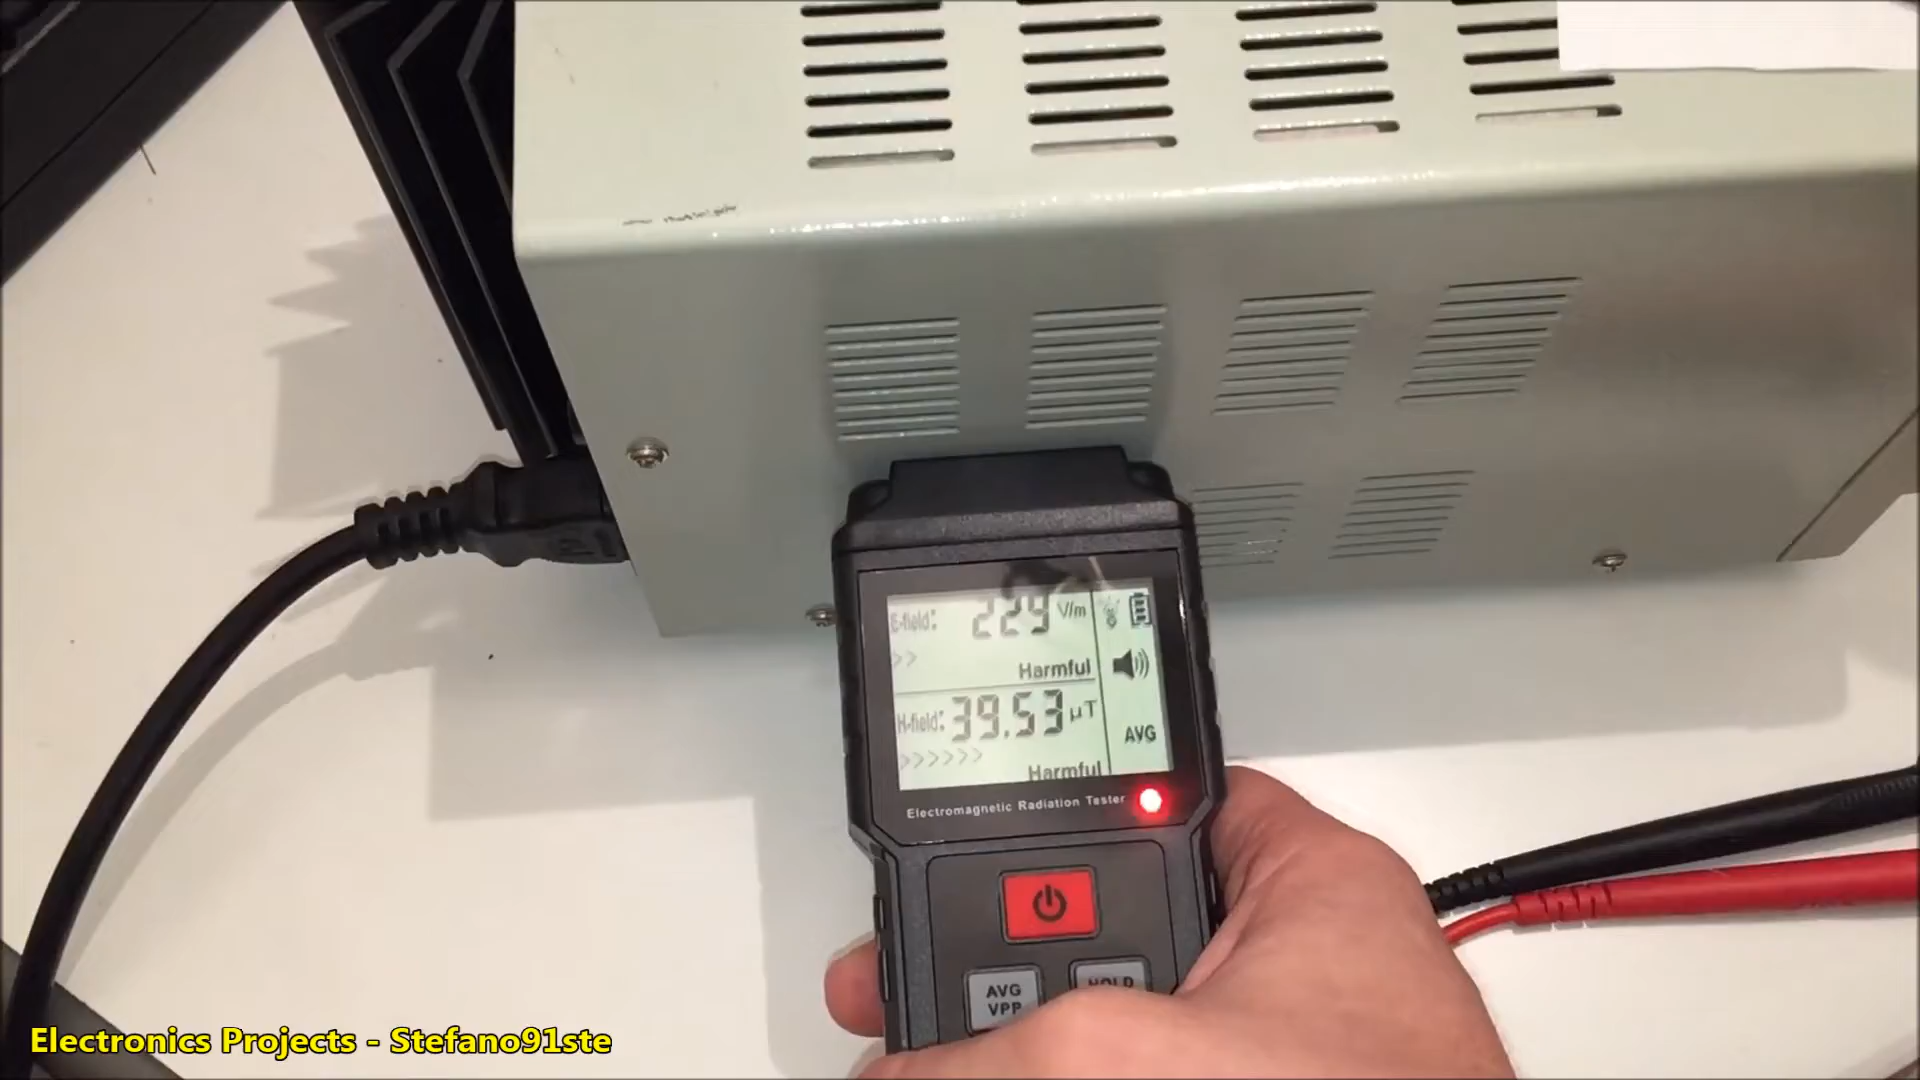 E-field: 229 V/m
Harmful
H-field: 39.53 µT
AVG
Harmful
Electromagnetic Radiation Tester
AVG
VPP
HOLD
Electronics Projects - Stefano91ste